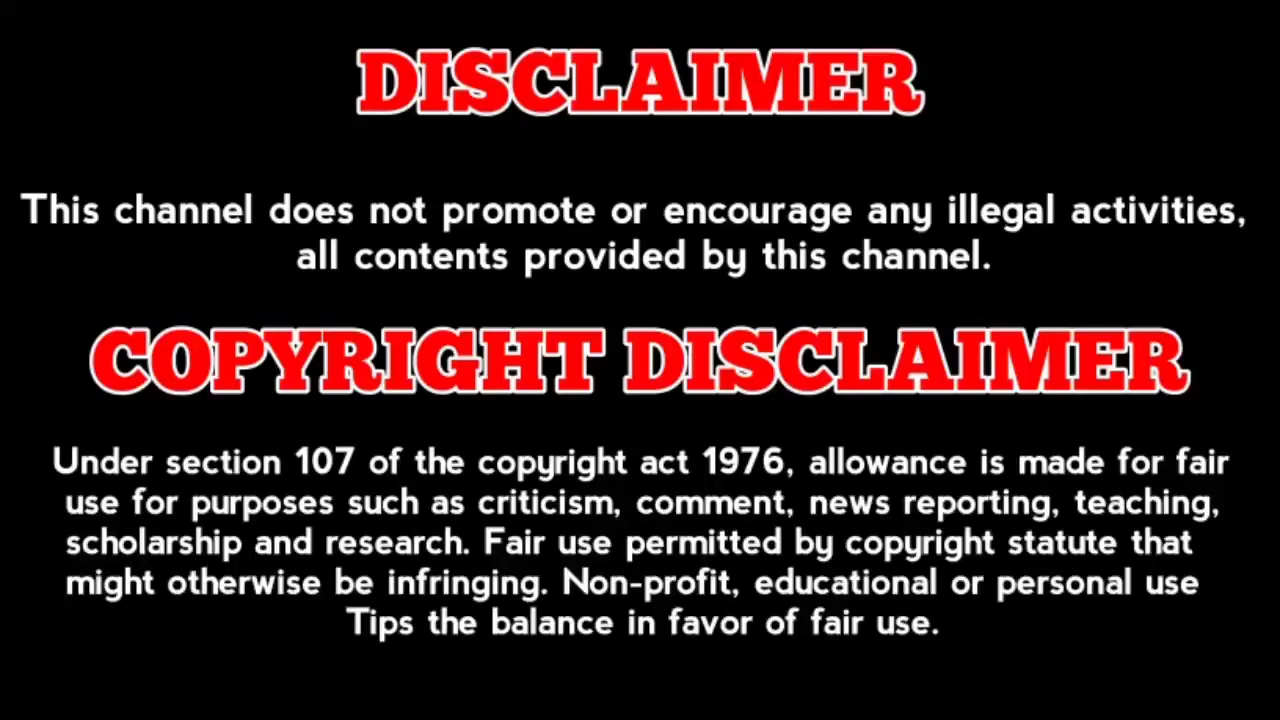 DISCLAIMER
This channel does not promote or encourage any illegal activities,
all contents provided by this channel.
COPYRIGHT DISCLAIMER
Under section 107 of the copyright act 1976, allowance is made for fair
use for purposes such as criticism, comment, news reporting, teaching,
scholarship and research. Fair use permitted by copyright statute that
might otherwise be infringing. Non-profit, educational or personal use
Tips the balance in favor of fair use.